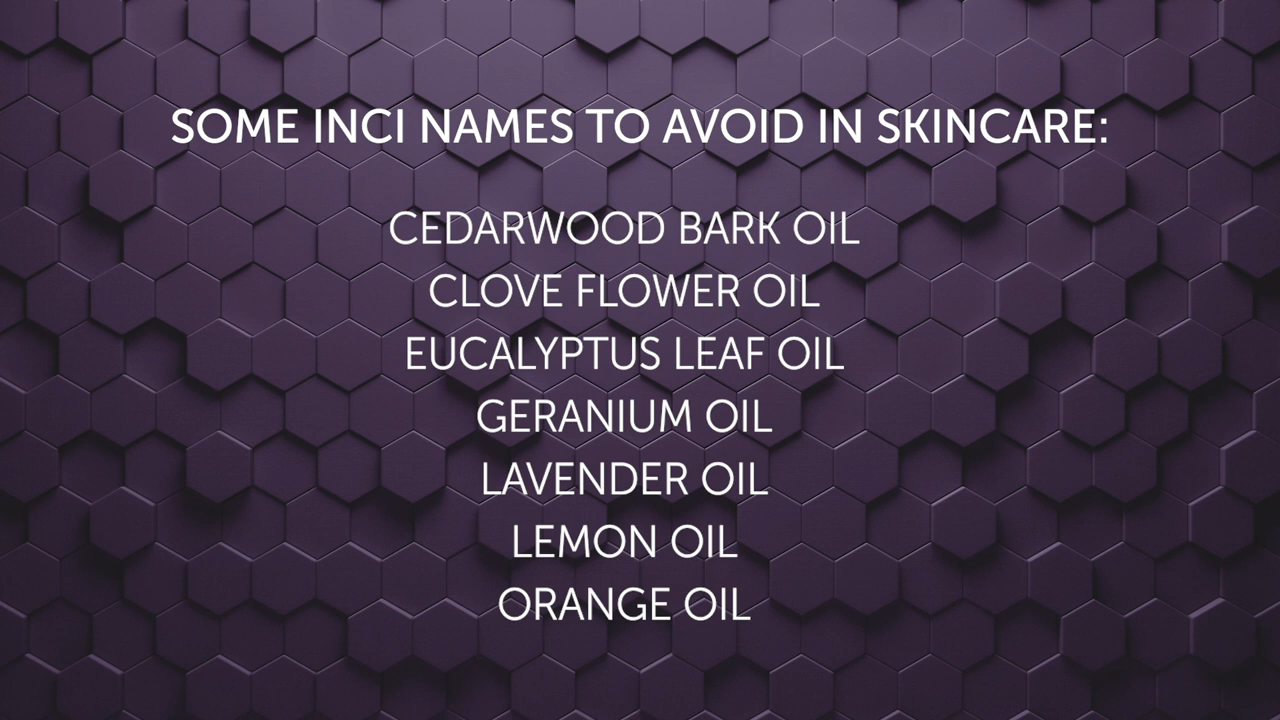 SOME INCI NAMES TO AVOID IN SKINCARE:
CEDARWOOD BARK OIL
CLOVE FLOWER OIL
EUCALYPTUS LEAF OIL
GERANIUM OIL
LAVENDER OIL
LEMON OIL
ORANGE OIL